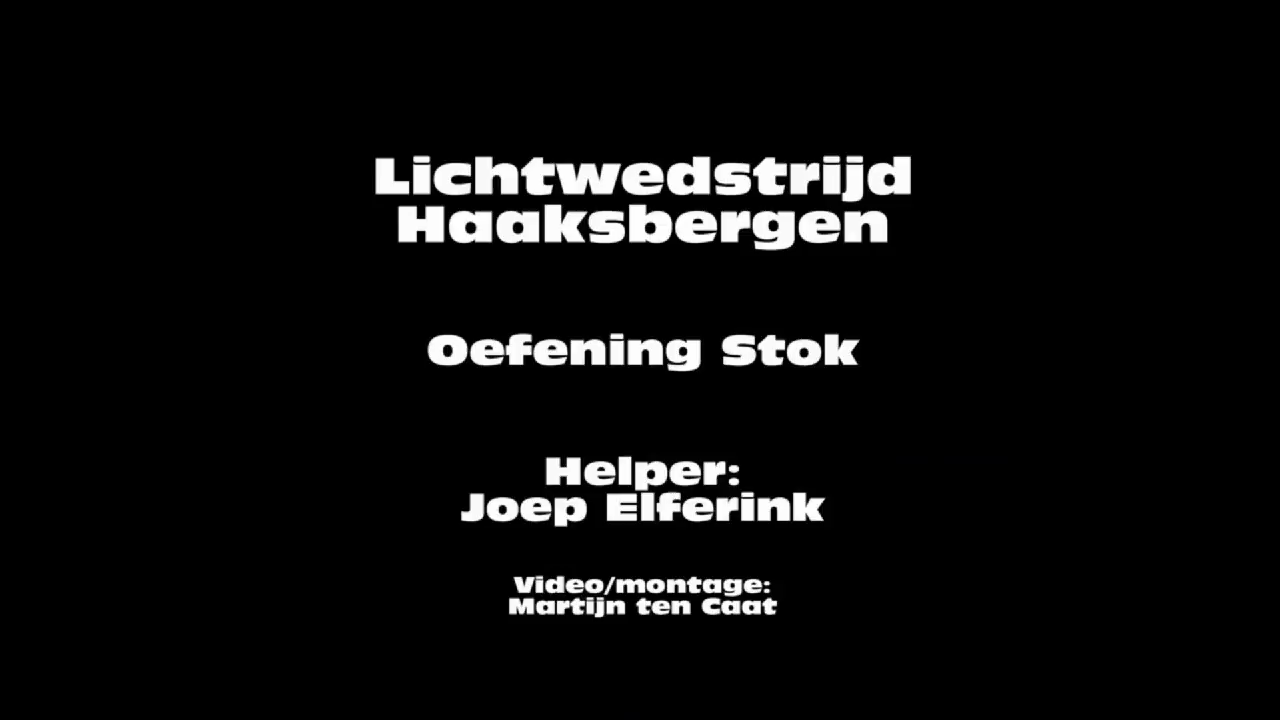 Lichtwedstrijd
Haaksbergen
Oefening Stok
Helper:
Joep Elferink
Video/montage:
Martijn ten Caat